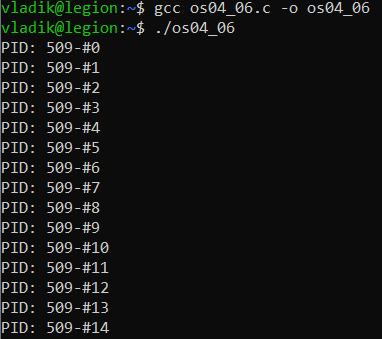 vladik@legion:~$ gcc os04_06.c -o os04_06
vladik@legion:~$ ./os04_06
PID: 509-#0
PID: 509-#1
PID: 509-#2
PID: 509-#3
PID: 509-#4
PID: 509-#5
PID: 509-#6
PID: 509-#7
PID: 509-#8
PID: 509-#9
PID: 509-#10
PID: 509-#11
PID: 509-#12
PID: 509-#13
PID: 509-#14